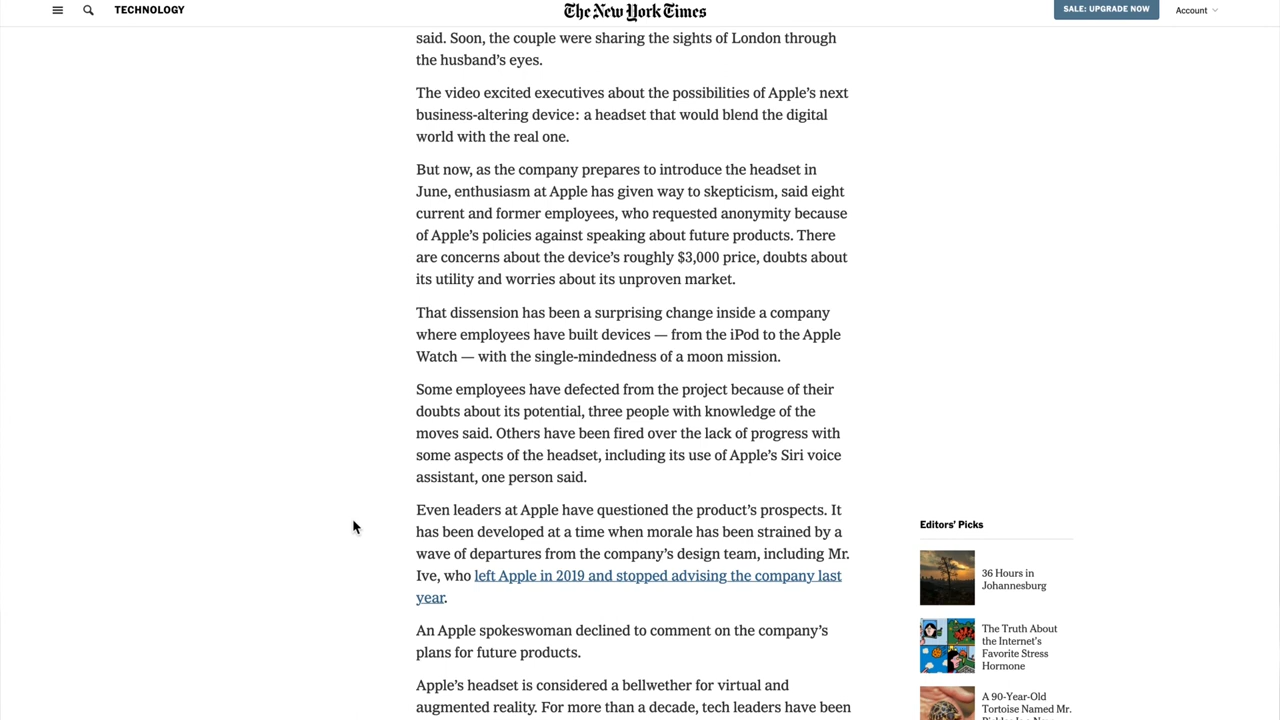 TECHNOLOGY
The New York Times
SALE: UPGRADE NOW
Account
said. Soon, the couple were sharing the sights of London through
the husband’s eyes.
The video excited executives about the possibilities of Apple’s next
business-altering device: a headset that would blend the digital
world with the real one.
But now, as the company prepares to introduce the headset in
June, enthusiasm at Apple has given way to skepticism, said eight
current and former employees, who requested anonymity because
of Apple’s policies against speaking about future products. There
are concerns about the device’s roughly $3,000 price, doubts about
its utility and worries about its unproven market.
That dissension has been a surprising change inside a company
where employees have built devices — from the iPod to the Apple
Watch — with the single-mindedness of a moon mission.
Some employees have defected from the project because of their
doubts about its potential, three people with knowledge of the
moves said. Others have been fired over the lack of progress with
some aspects of the headset, including its use of Apple’s Siri voice
assistant, one person said.
Even leaders at Apple have questioned the product’s prospects. It
has been developed at a time when morale has been strained by a
wave of departures from the company’s design team, including Mr.
Ive, who left Apple in 2019 and stopped advising the company last
year.
An Apple spokeswoman declined to comment on the company’s
plans for future products.
Apple’s headset is considered a bellwether for virtual and
augmented reality. For more than a decade, tech leaders have been
Editors’ Picks
36 Hours in
Johannesburg
The Truth About
the Internet’s
Favorite Stress
Hormone
A 90-Year-Old
Tortoise Named Mr.